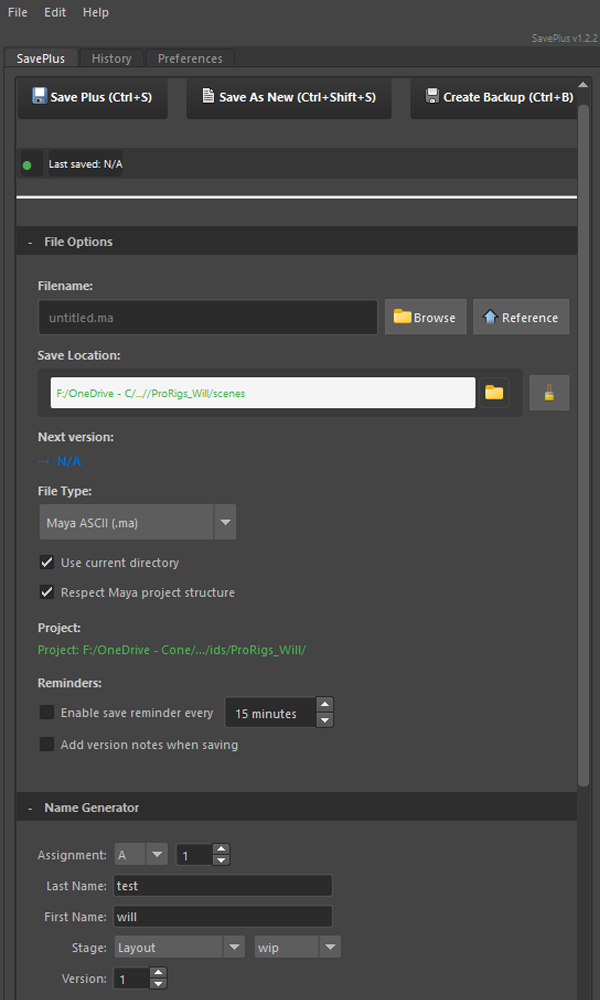 File Edit Help
SavePlus v1.2.2
SavePlus History Preferences
Save Plus (Ctrl+S) Save As New (Ctrl+Shift+S) Create Backup (Ctrl+B)
Last saved: N/A
- File Options
Filename:
untitled.ma Browse Reference
Save Location:
F:/OneDrive - C/...//ProRigs_Will/scenes
Next version:
→ N/A
File Type:
Maya ASCII (.ma)
Use current directory
Respect Maya project structure
Project:
Project: F:/OneDrive - Cone/.../ids/ProRigs_Will/
Reminders:
Enable save reminder every 15 minutes
Add version notes when saving
- Name Generator
Assignment: A 1
Last Name: test
First Name: will
Stage: Layout wip
Version: 1